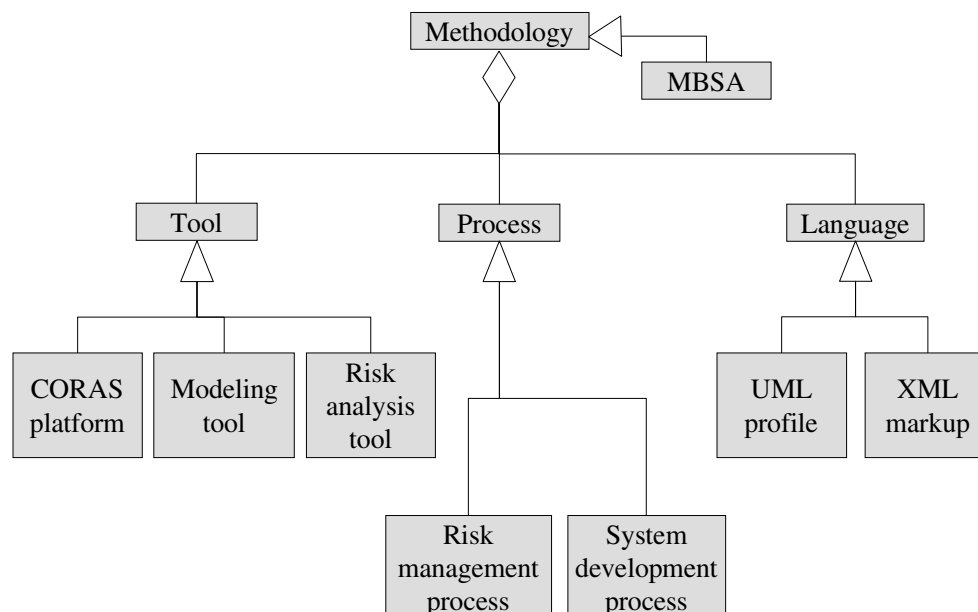 Methodology
MBSA
Tool
Process
Language
CORAS
platform
Modeling
tool
Risk
analysis
tool
UML
profile
XML
markup
Risk
management
process
System
development
process